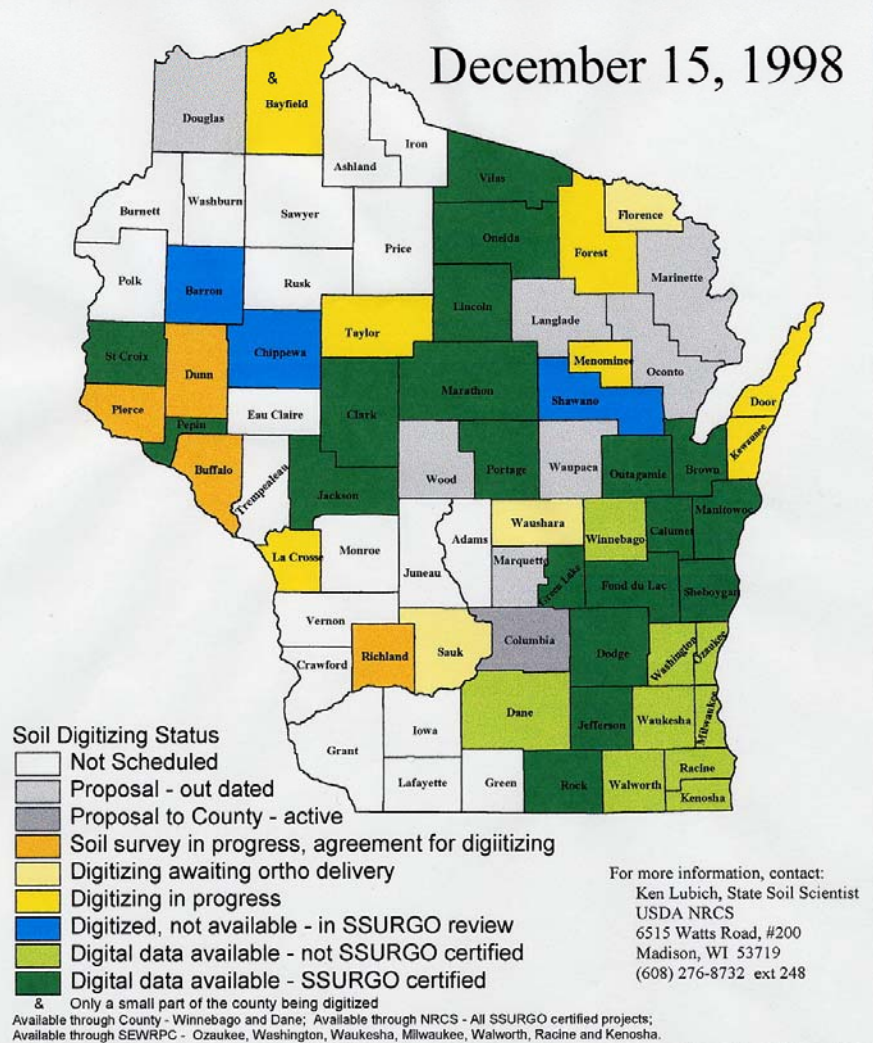 December 15, 1998
&
Bayfield
Douglas
Iron
Ashland
Vilas
Washburn
Burnett
Sawyer
Florence
Oneida
Price
Forest
Marinette
Polk
Rusk
Barron
Lincoln
Langlade
Taylor
St Croix
Chippewa
Menominee
Dunn
Oconto
Marathon
Shawano
Door
Pierce
Eau Claire
Clark
Pepin
Kewaunee
Buffalo
Trempealeau
Wood
Portage
Waupaca
Outagamie
Brown
Jackson
Manitowoc
Waushara
Calumet
Adams
Winnebago
La Crosse
Monroe
Marquette
Juneau
Green Lake
Fond du Lac
Sheboygan
Vernon
Columbia
Richland
Sauk
Dodge
Washington
Ozaukee
Crawford
Dane
Jefferson
Waukesha
Milwaukee
Iowa
Grant
Lafayette
Green
Rock
Walworth
Racine
Kenosha
Soil Digitizing Status
Not Scheduled
Proposal - out dated
Proposal to County - active
Soil survey in progress, agreement for digiitizing
Digitizing awaiting ortho delivery
Digitizing in progress
Digitized, not available - in SSURGO review
Digital data available - not SSURGO certified
Digital data available - SSURGO certified
& Only a small part of the county being digitized
Available through County - Winnebago and Dane; Available through NRCS - All SSURGO certified projects;
Available through SEWRPC - Ozaukee, Washington, Waukesha, Milwaukee, Walworth, Racine and Kenosha.
For more information, contact:
Ken Lubich, State Soil Scientist
USDA NRCS
6515 Watts Road, #200
Madison, WI 53719
(608) 276-8732 ext 248